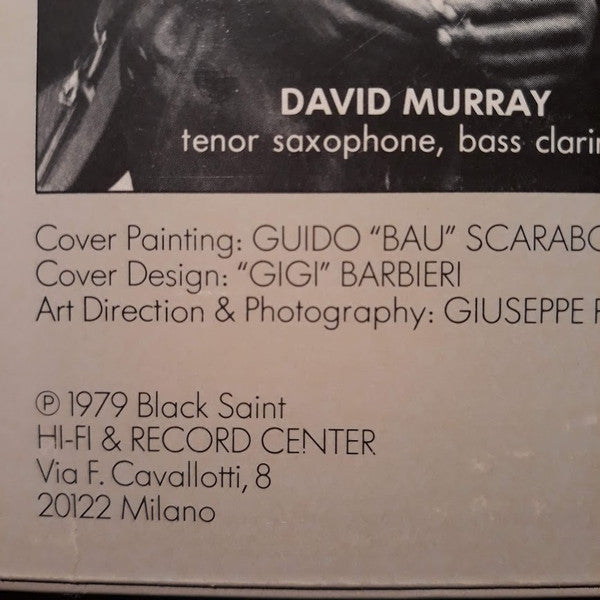 DAVID MURRAY
tenor saxophone, bass
Cover Painting: GUIDO “BAU”
Cover Design: “GIGI” BARBIERI
Art Direction & Photography: GIUSEPPE
℗ 1979 Black Saint
HI-FI & RECORD CENTER
Via F. Cavallotti, 8
20122 Milano